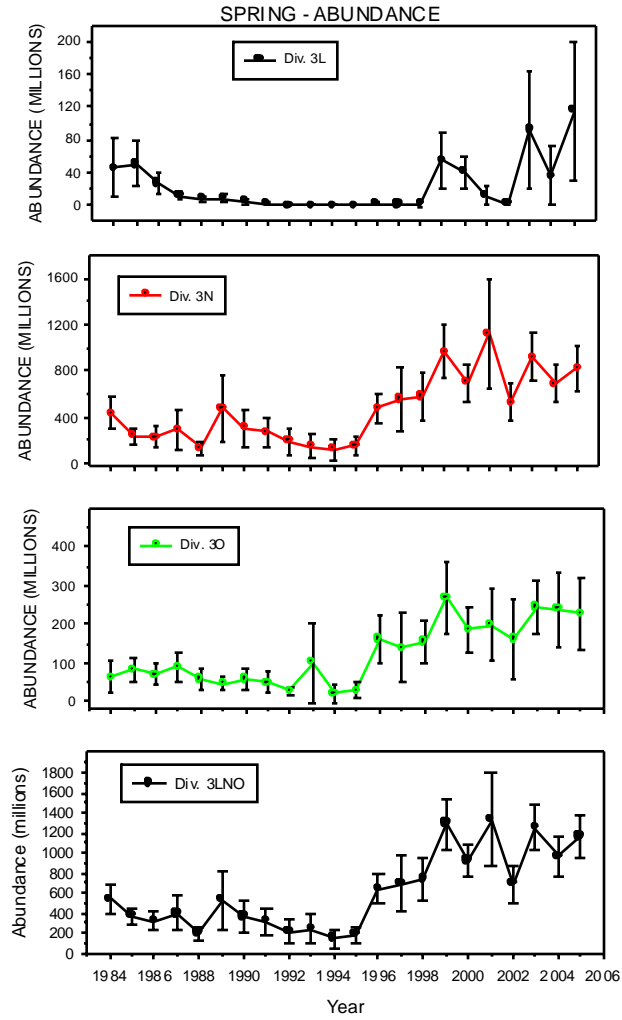 SPRING - ABUNDANCE
ABUNDANCE (MILLIONS)
200
160
120
80
40
0
Div. 3L
ABUNDANCE (MILLIONS)
1600
1200
800
400
0
Div. 3N
ABUNDANCE (MILLIONS)
400
300
200
100
0
Div. 3O
Abundance (millions)
1800
1600
1400
1200
1000
800
600
400
200
0
Div. 3LNO
1984 1986 1988 1990 1992 1994 1996 1998 2000 2002 2004 2006
Year